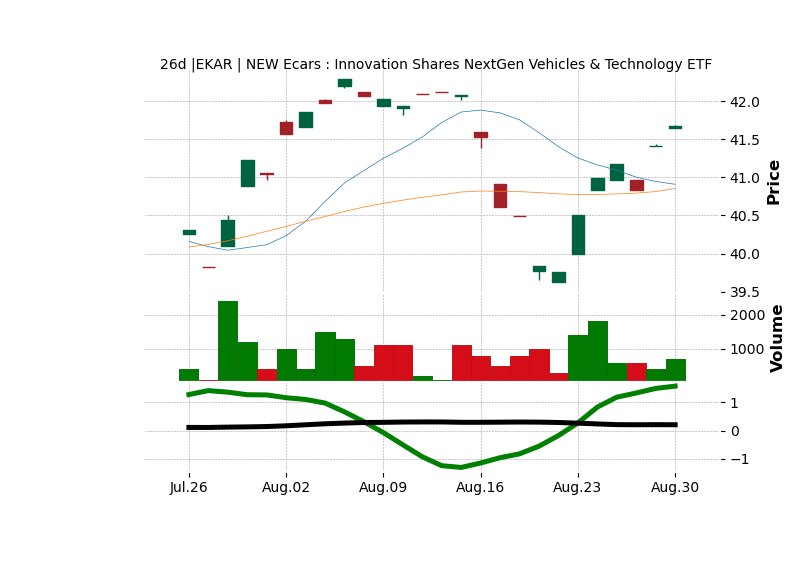 26d |EKAR | NEW Ecars : Innovation Shares NextGen Vehicles & Technology ETF
42.0
41.5
41.0
40.5
40.0
39.5
Price
2000
1000
Volume
1
0
−1
Jul.26 Aug.02 Aug.09 Aug.16 Aug.23 Aug.30